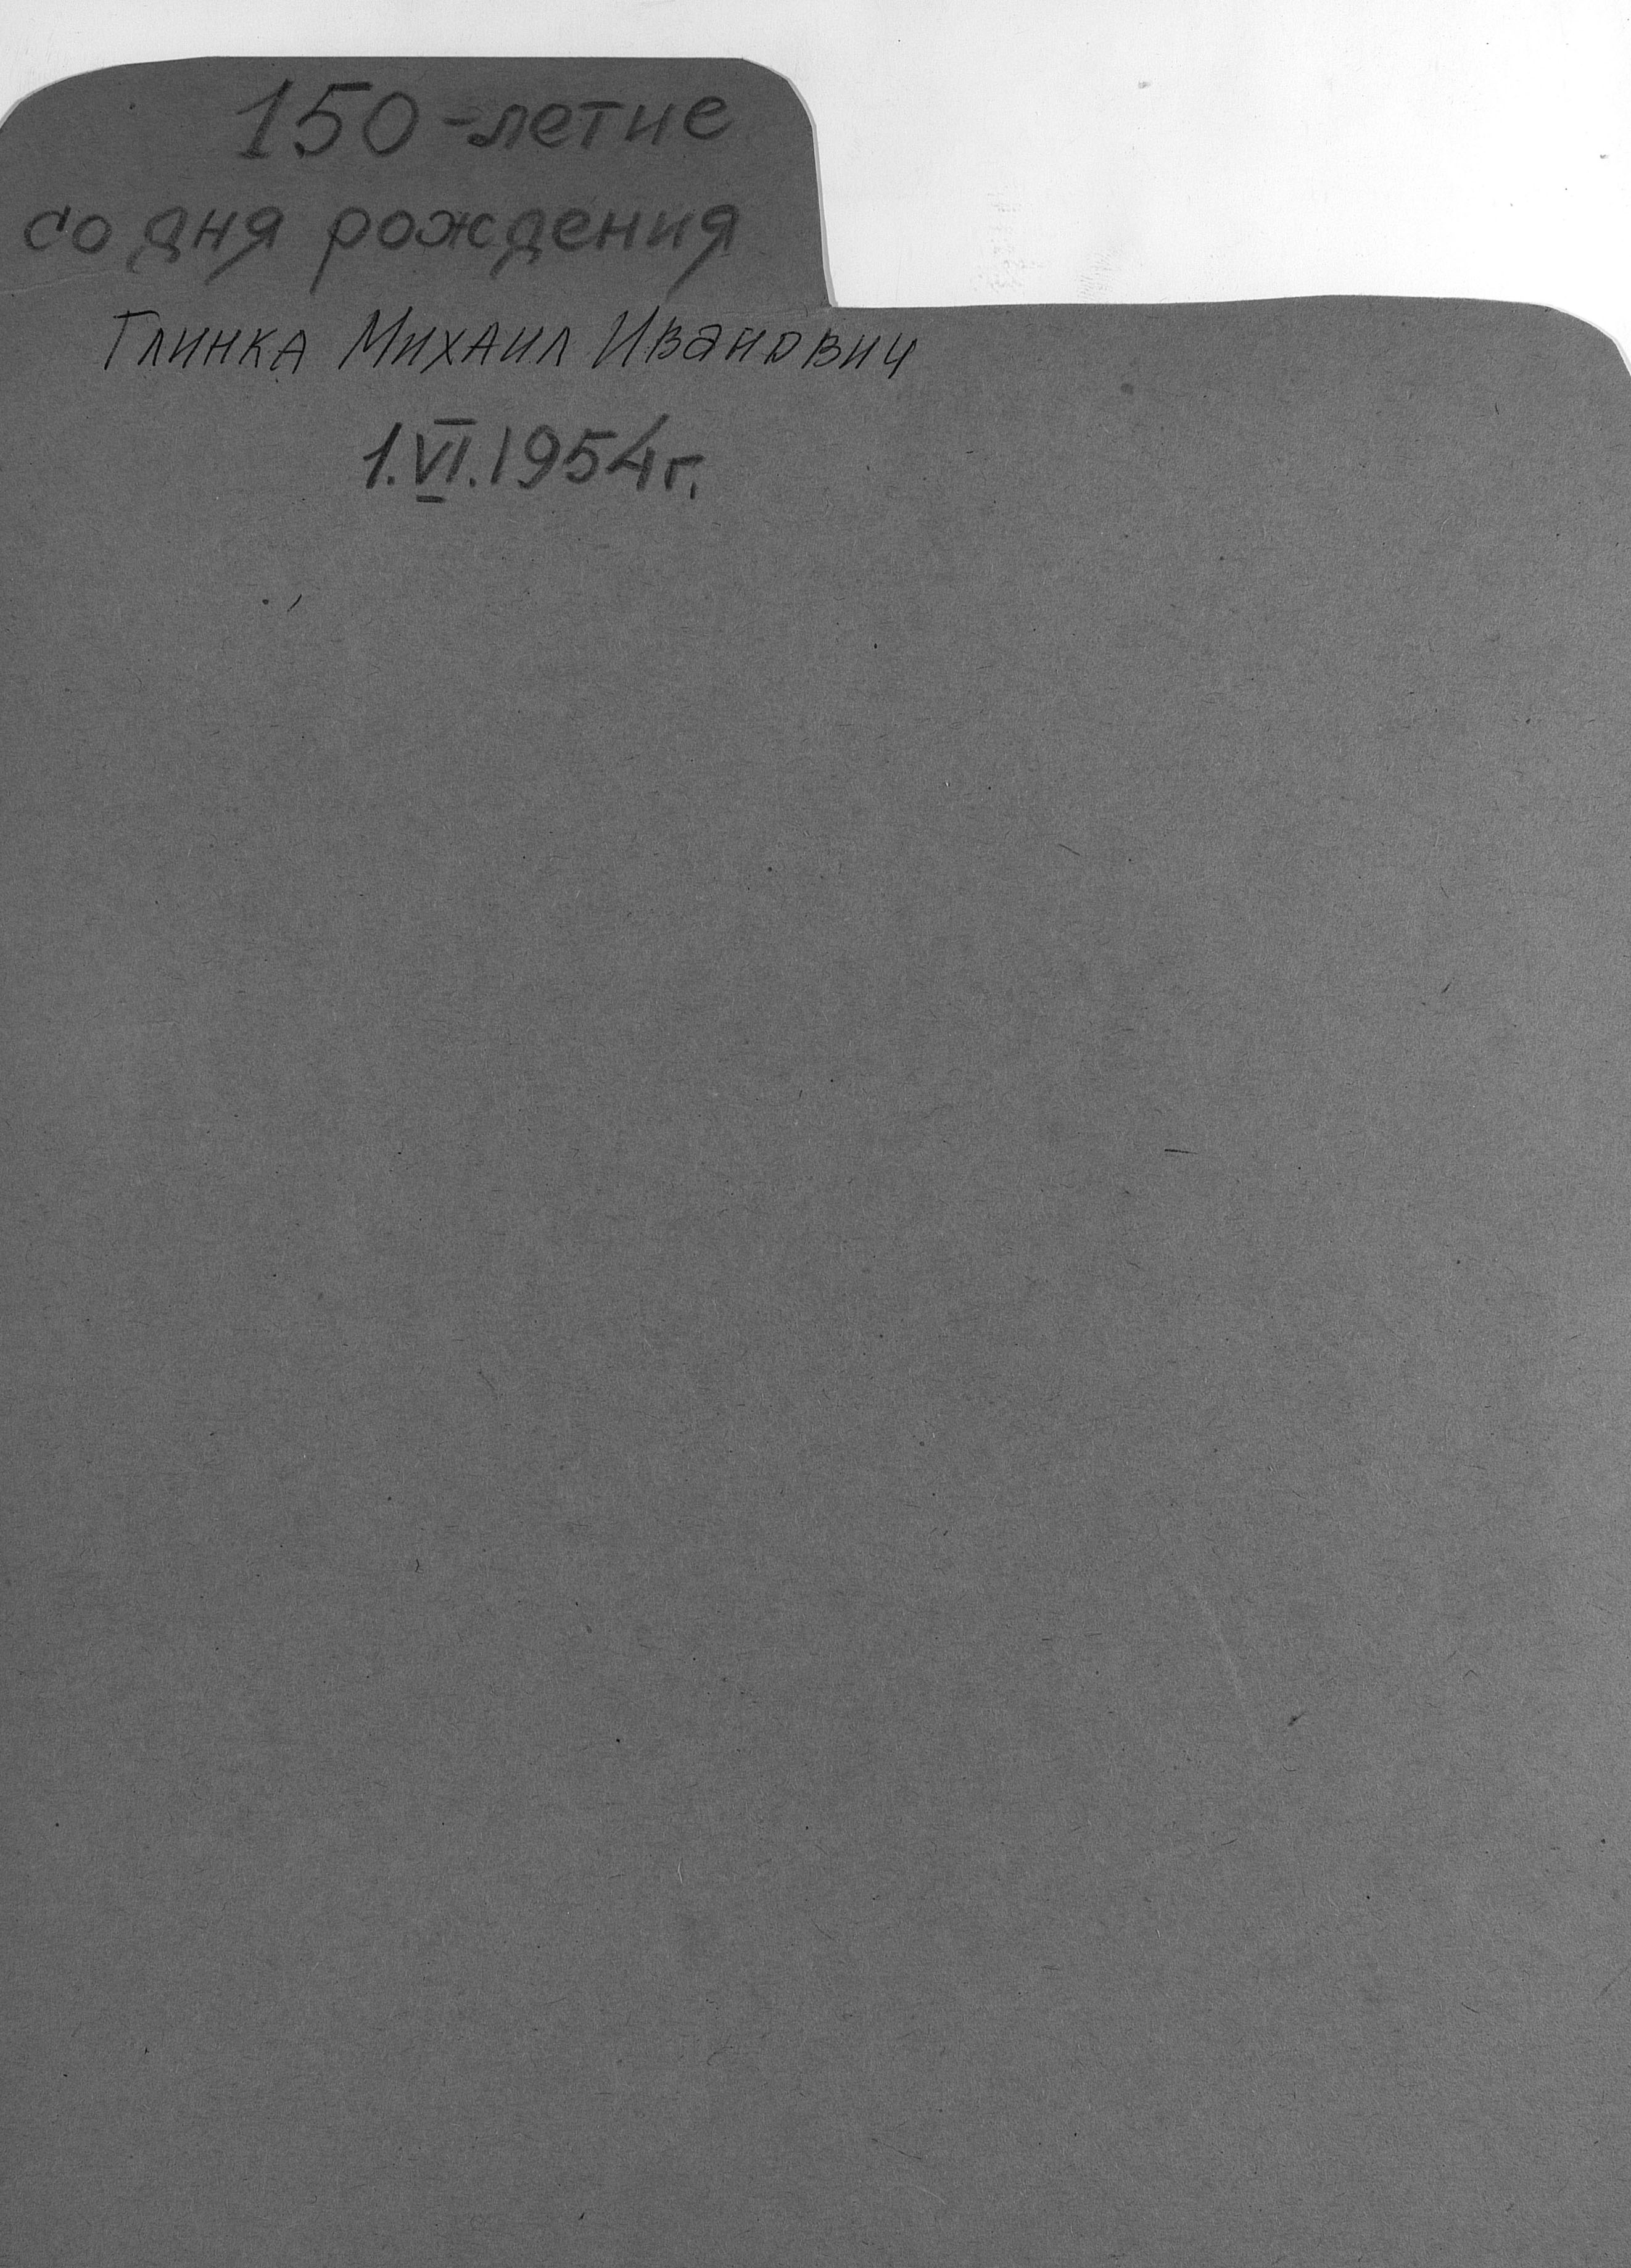 150-летие
со дня рождения
Глинка Михаил Иванович
1.VI.1954г.